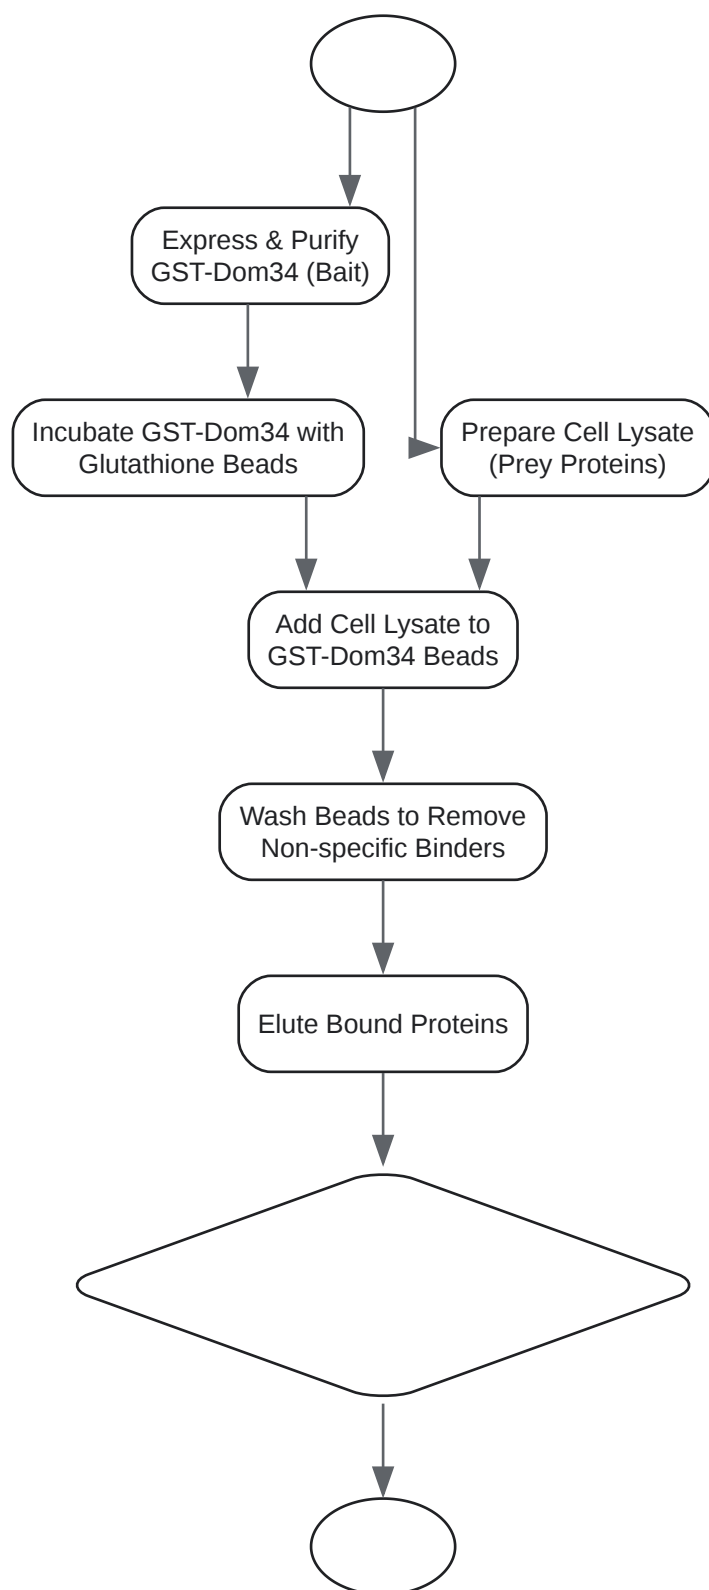 Express & Purify
GST-Dom34 (Bait)
Incubate GST-Dom34 with
Glutathione Beads
Prepare Cell Lysate
(Prey Proteins)
Add Cell Lysate to
GST-Dom34 Beads
Wash Beads to Remove
Non-specific Binders
Elute Bound Proteins